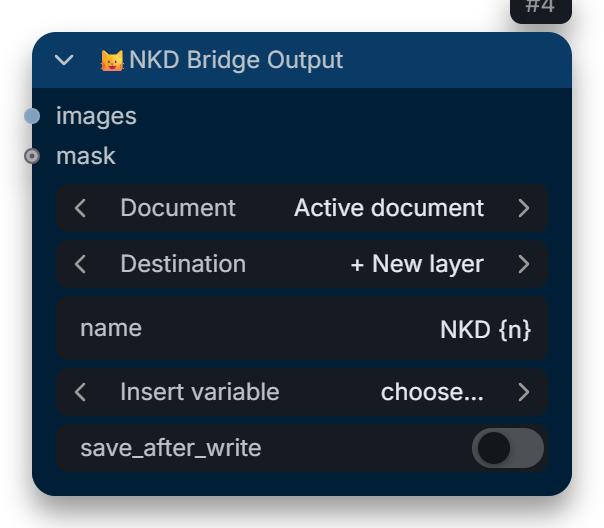 #4
NKD Bridge Output
images
mask
Document Active document
Destination + New layer
name NKD {n}
Insert variable choose...
save_after_write